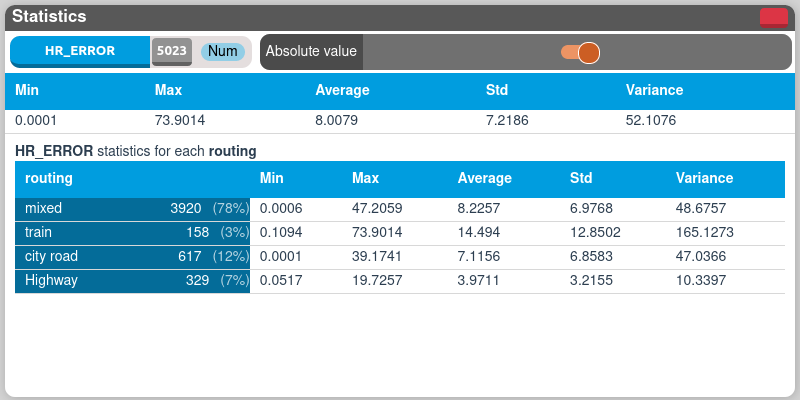 Statistics
HR_ERROR 5023 Num Absolute value
Min Max Average Std Variance
0.0001 73.9014 8.0079 7.2186 52.1076
HR_ERROR statistics for each routing
routing Min Max Average Std Variance
mixed 3920 (78%) 0.0006 47.2059 8.2257 6.9768 48.6757
train 158 (3%) 0.1094 73.9014 14.494 12.8502 165.1273
city road 617 (12%) 0.0001 39.1741 7.1156 6.8583 47.0366
Highway 329 (7%) 0.0517 19.7257 3.9711 3.2155 10.3397